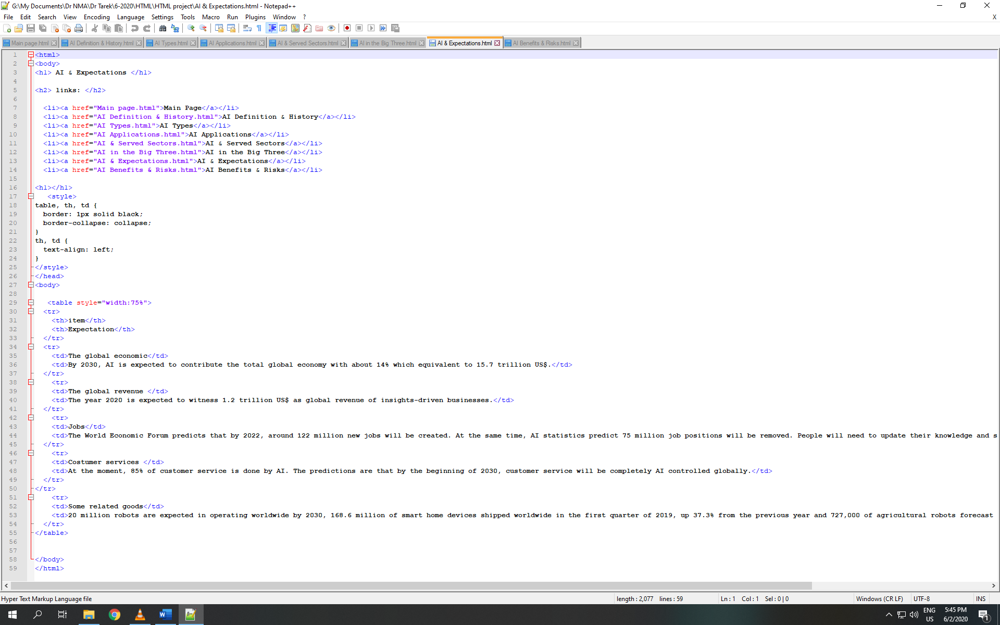 G:\My Documents\Dr NMA\Dr Tarek\6-2020\HTML\HTML project\AI & Expectations.html - Notepad++
File Edit Search View Encoding Language Settings Tools Macro Run Plugins Window ? X
Main page.html AI Definition & History.html AI Types.html AI Applications.html AI & Served Sectors.html AI in the Big Three.html AI & Expectations.html AI Benefits & Risks.html
1 <html>
2 <body>
3 <h1> AI & Expectations </h1>
4
5 <h2> links: </h2>
6
7 <li><a href="Main page.html">Main Page</a></li>
8 <li><a href="AI Definition & History.html">AI Definition & History</a></li>
9 <li><a href="AI Types.html">AI Types</a></li>
10 <li><a href="AI Applications.html">AI Applications</a></li>
11 <li><a href="AI & Served Sectors.html">AI & Served Sectors</a></li>
12 <li><a href="AI in the Big Three.html">AI in the Big Three</a></li>
13 <li><a href="AI & Expectations.html">AI & Expectations</a></li>
14 <li><a href="AI Benefits & Risks.html">AI Benefits & Risks</a></li>
15
16 <h1></h1>
17 <style>
18 table, th, td {
19 border: 1px solid black;
20 border-collapse: collapse;
21 }
22 th, td {
23 text-align: left;
24 }
25 </style>
26 </head>
27 <body>
28
29 <table style="width:75%">
30 <tr>
31 <th>item</th>
32 <th>Expectation</th>
33 </tr>
34 <tr>
35 <td>The global economic</td>
36 <td>By 2030, AI is expected to contribute the total global economy with about 14% which equivalent to 15.7 trillion US$.</td>
37 </tr>
38 <tr>
39 <td>The global revenue </td>
40 <td>The year 2020 is expected to witness 1.2 trillion US$ as global revenue of insights-driven businesses.</td>
41 </tr>
42 <tr>
43 <td>Jobs</td>
44 <td>The World Economic Forum predicts that by 2022, around 122 million new jobs will be created. At the same time, AI statistics predict 75 million job positions will be removed. People will need to update their knowledge and s
45 </tr>
46 <tr>
47 <td>Costumer services </td>
48 <td>At the moment, 85% of customer service is done by AI. The predictions are that by the beginning of 2030, customer service will be completely AI controlled globally.</td>
49 </tr>
50 </tr>
51 <tr>
52 <td>Some related goods</td>
53 <td>20 million robots are expected in operating worldwide by 2030, 168.6 million of smart home devices shipped worldwide in the first quarter of 2019, up 37.3% from the previous year and 727,000 of agricultural robots forecast
54 </tr>
55 </table>
56
57
58 </body>
59 </html>
Hyper Text Markup Language file length : 2,077 lines : 59 Ln : 1 Col : 1 Sel : 0 | 0 Windows (CR LF) UTF-8 INS
ENG 5:45 PM
US 6/2/2020 1